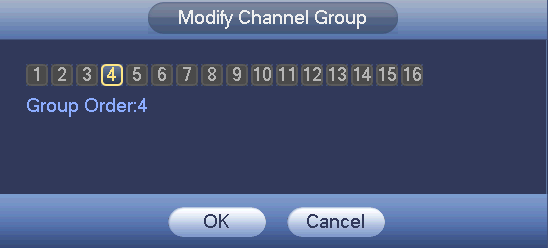 Modify Channel Group
1 2 3 4 5 6 7 8 9 10 11 12 13 14 15 16
Group Order:4
OK Cancel